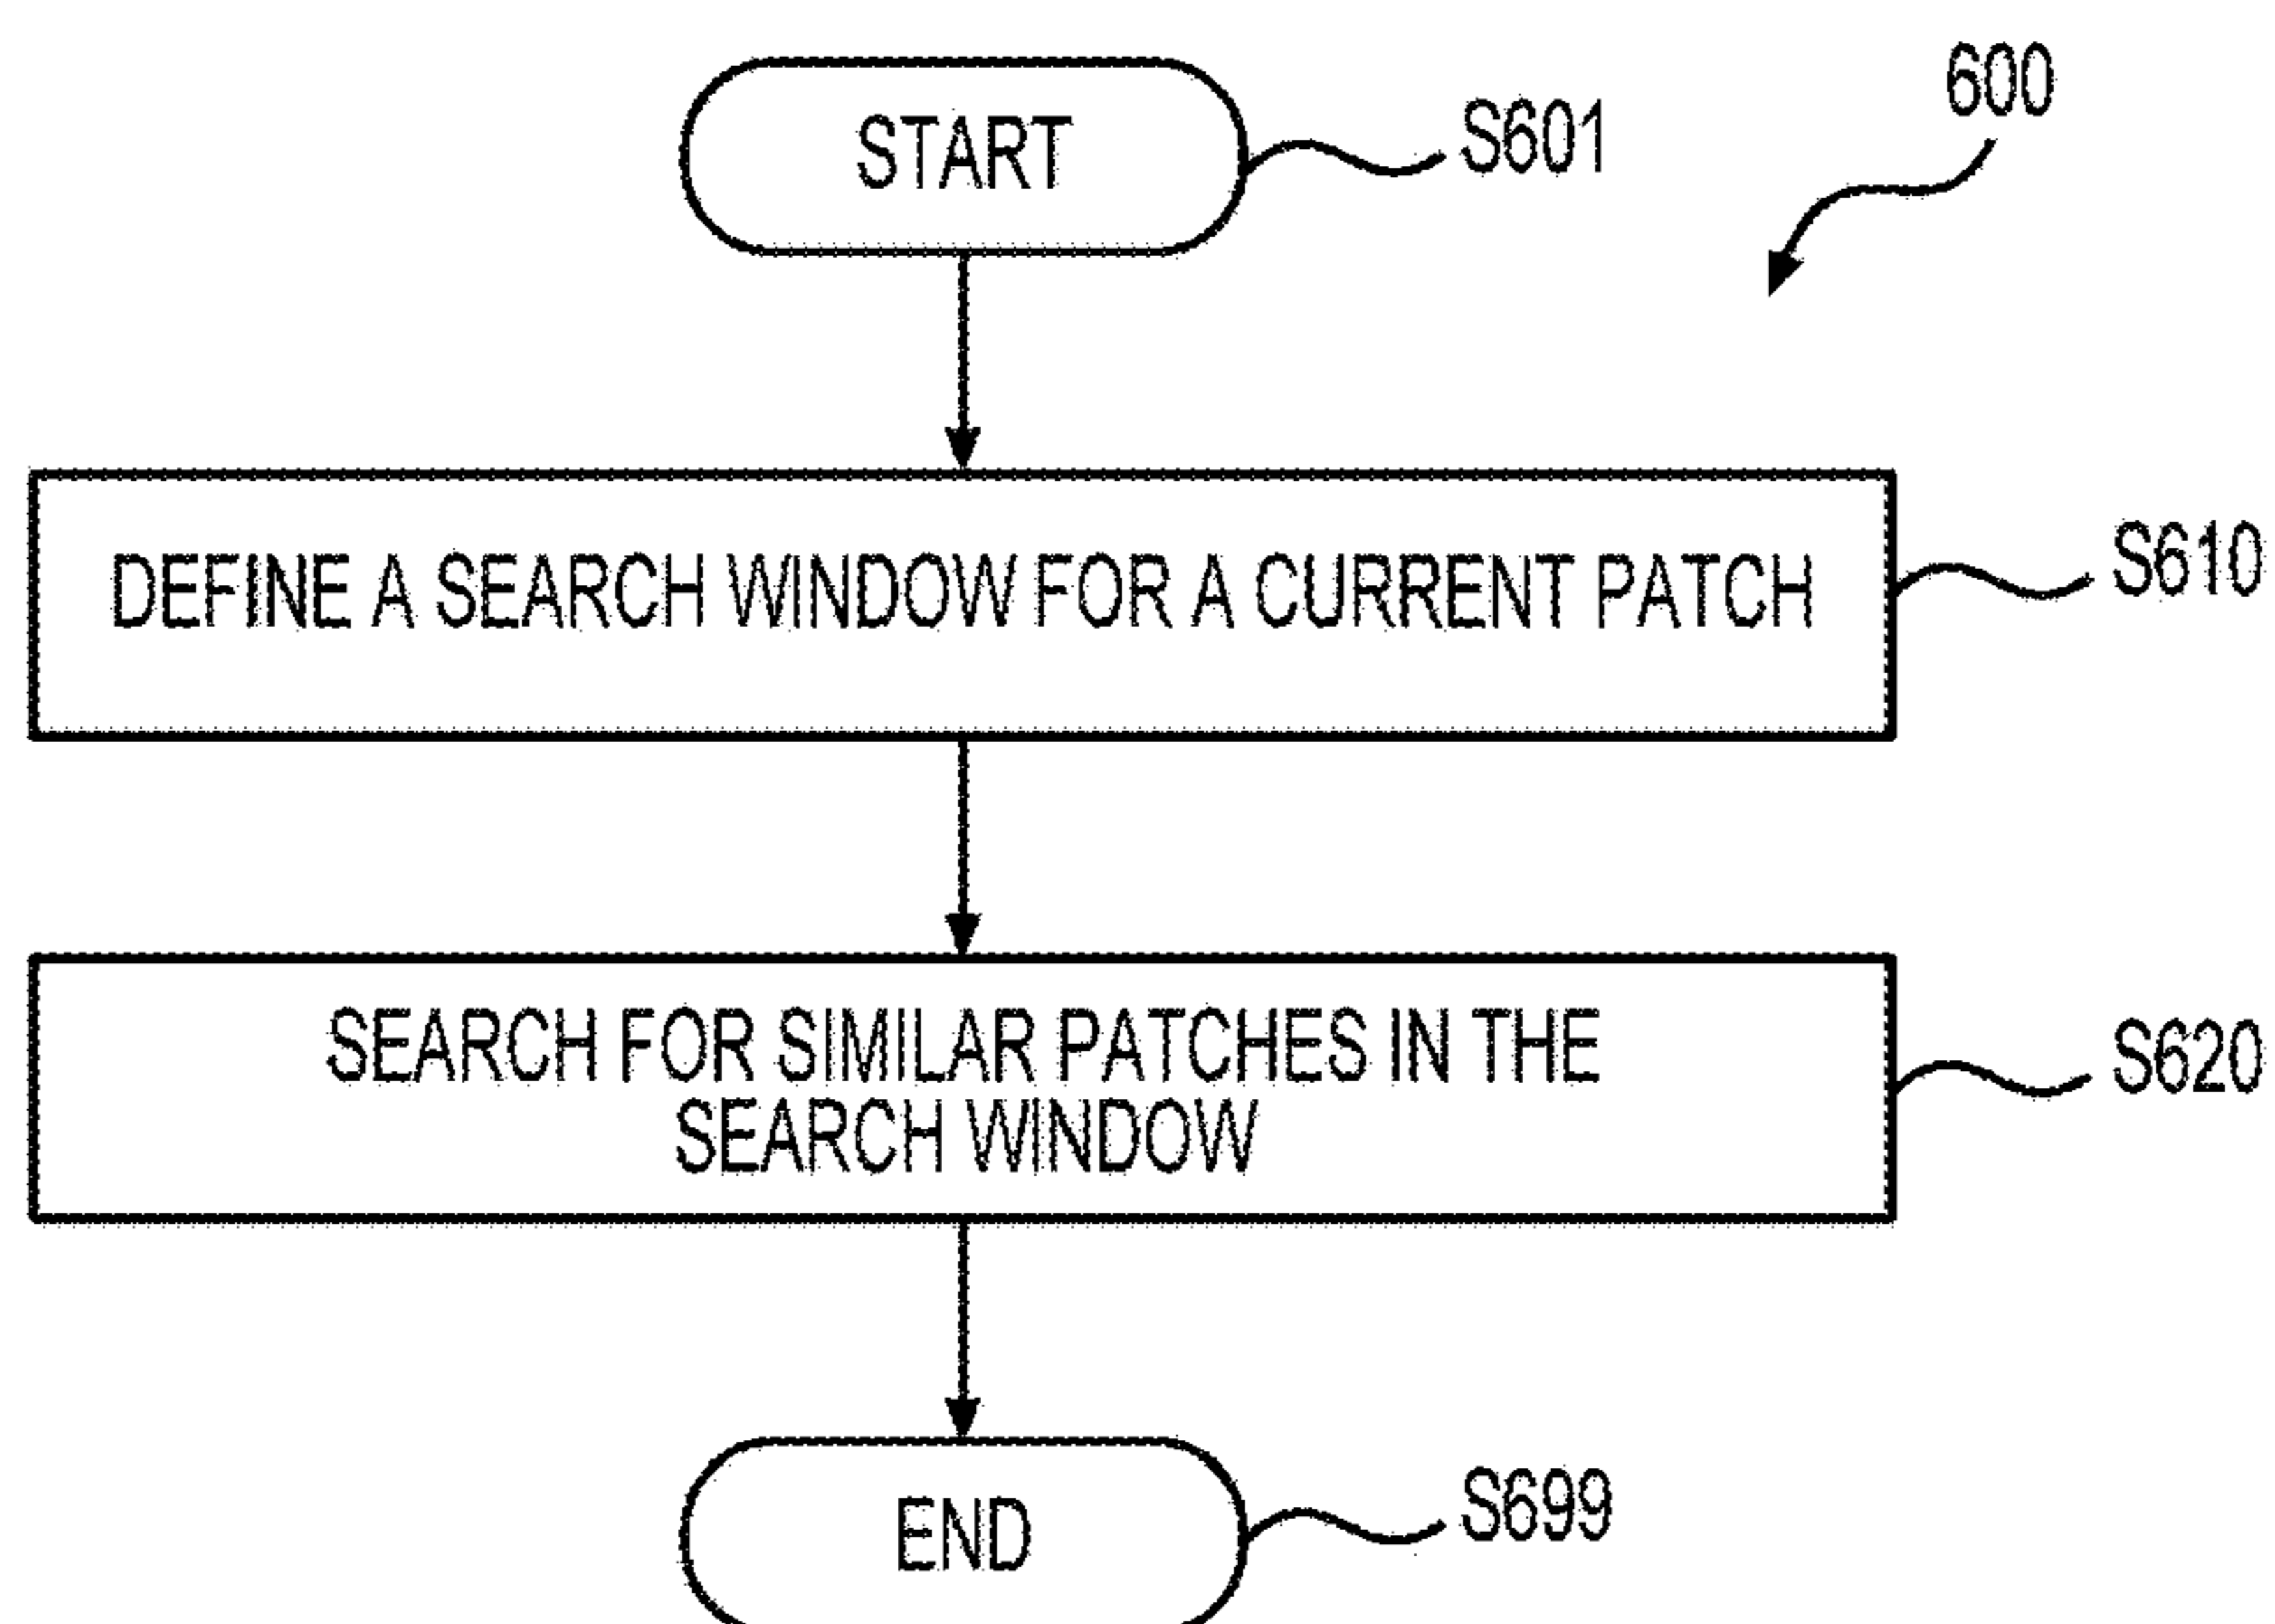 600
START
S601
DEFINE A SEARCH WINDOW FOR A CURRENT PATCH
S610
SEARCH FOR SIMILAR PATCHES IN THE
SEARCH WINDOW
S620
END
S699